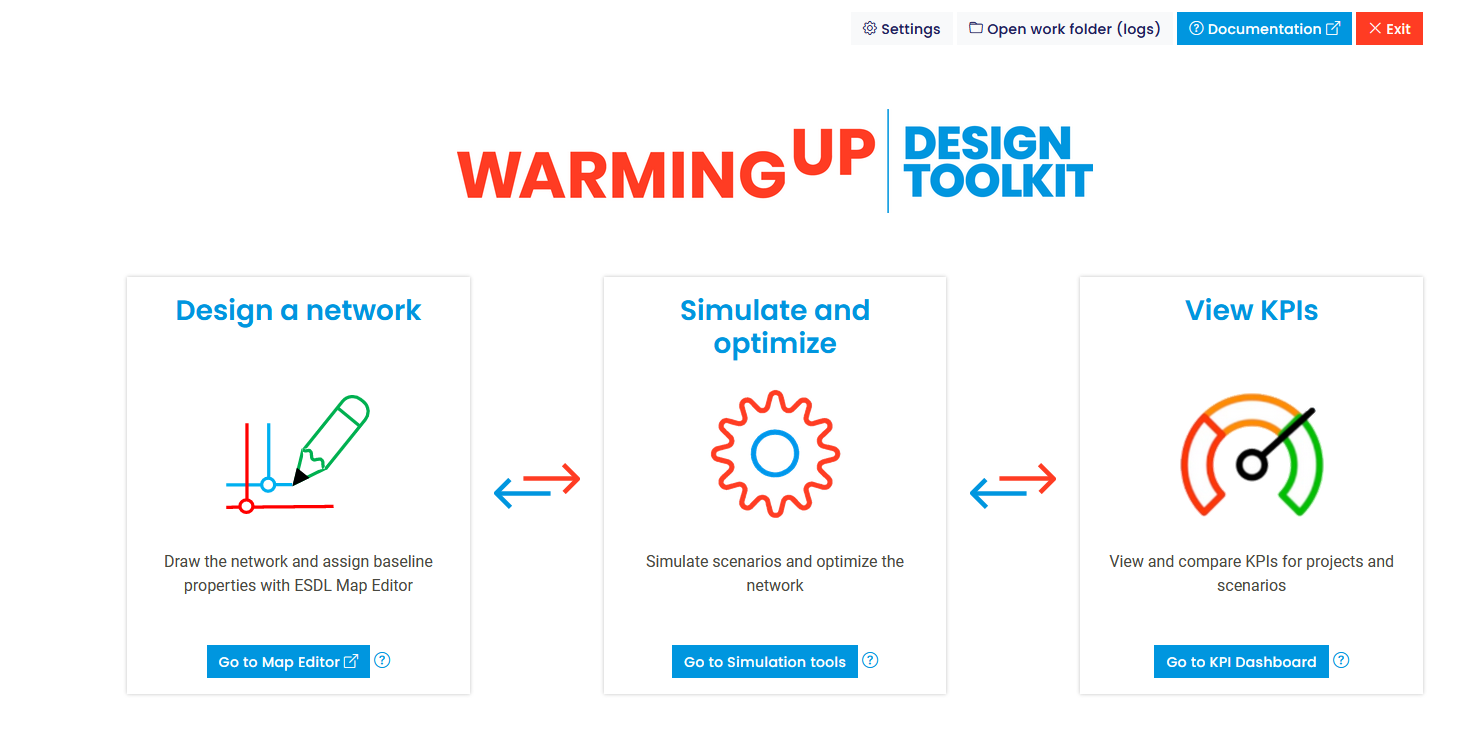 Settings Open work folder (logs) Documentation Exit
WARMINGUP DESIGN
TOOLKIT
Design a network
Draw the network and assign baseline
properties with ESDL Map Editor
Go to Map Editor ?
Simulate and
optimize
Simulate scenarios and optimize the
network
Go to Simulation tools ?
View KPIs
View and compare KPIs for projects and
scenarios
Go to KPI Dashboard ?